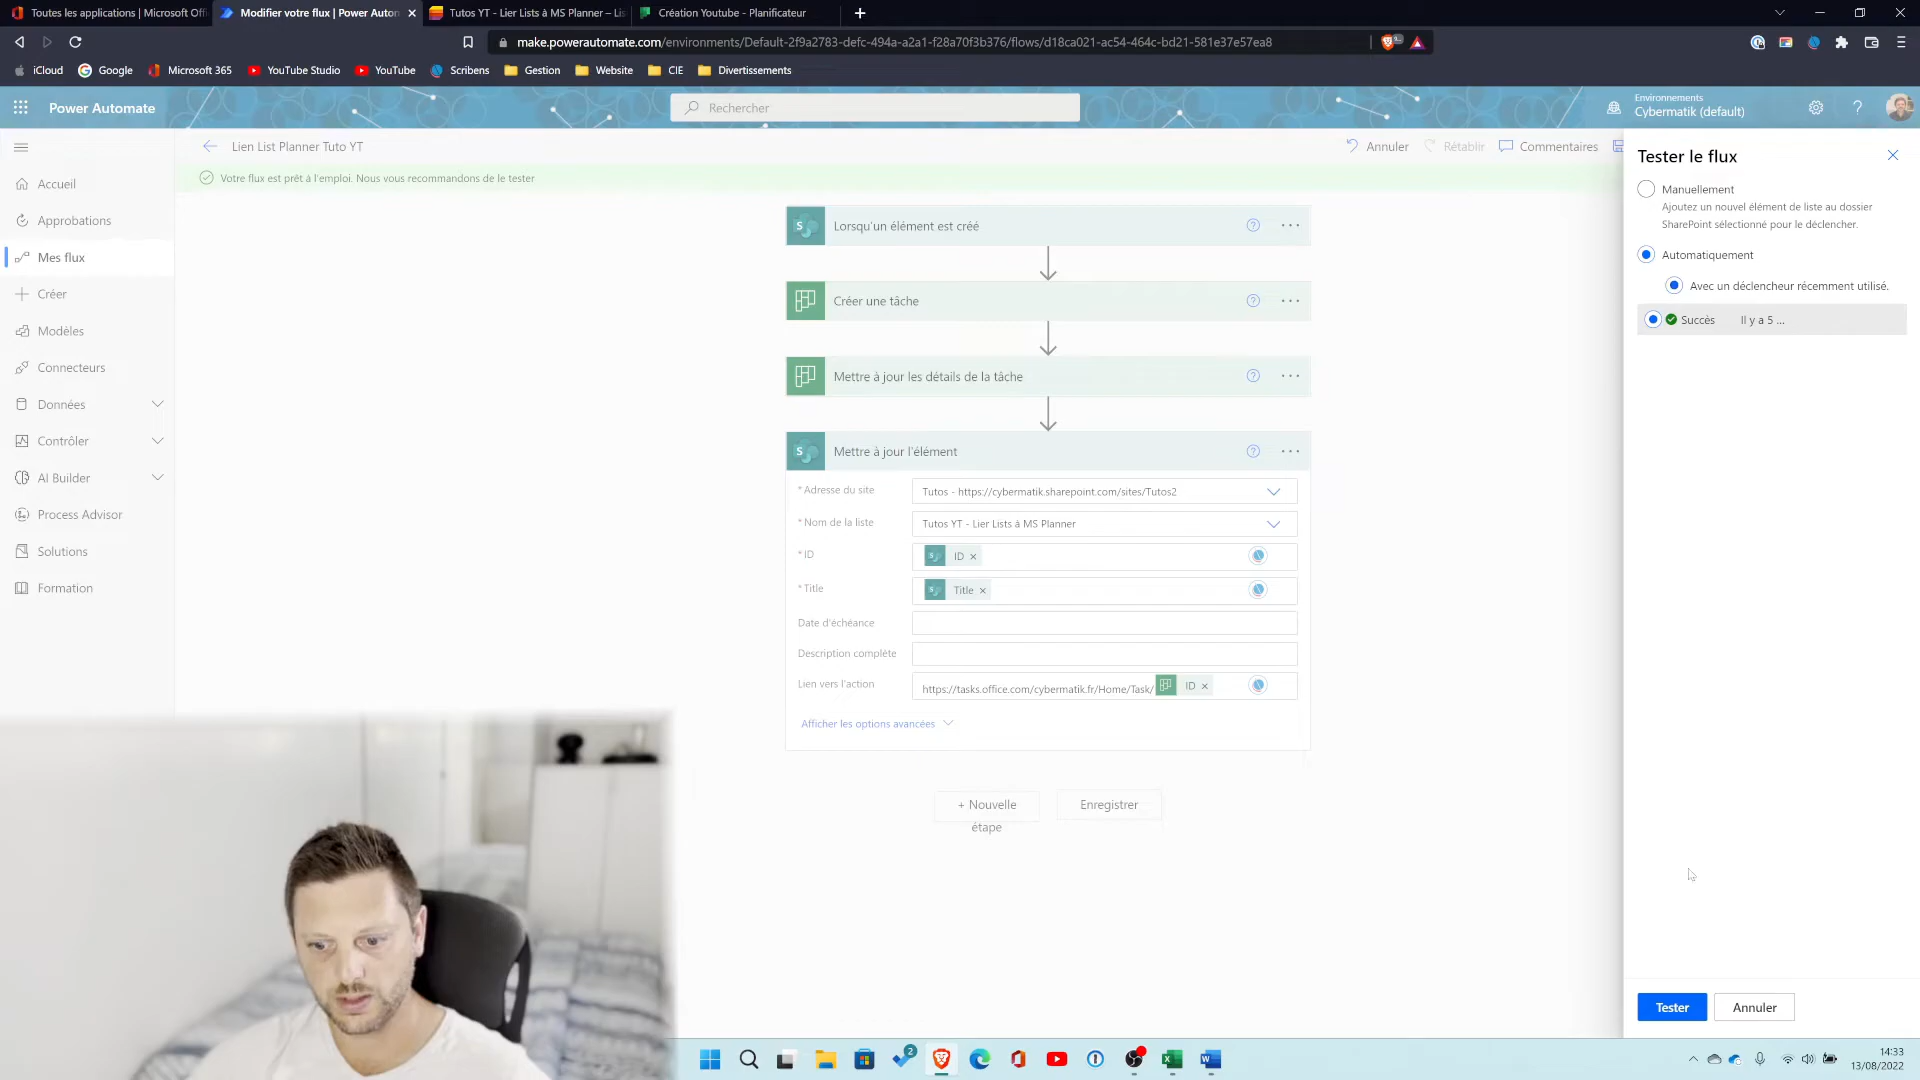 Toutes les applications | Microsoft Offi
Modifier votre flux | Power Auton
Tutos YT - Lier Lists à MS Planner – Lis
Création Youtube - Planificateur
make.powerautomate.com/environments/Default-2f9a2783-defc-494a-a2a1-f28a70f3b376/flows/d18ca021-ac54-464c-bd21-581e37e57ea8
iCloud
Google
Microsoft 365
YouTube Studio
YouTube
Scribens
Gestion
Website
CIE
Divertissements
Power Automate
Rechercher
Environnements
Cybermatik (default)
Lien List Planner Tuto YT
Annuler
Rétablir
Commentaires
Votre flux est prêt à l'emploi. Nous vous recommandons de le tester
Accueil
Approbations
Mes flux
Créer
Modèles
Connecteurs
Données
Contrôler
AI Builder
Process Advisor
Solutions
Formation
Lorsqu'un élément est créé
Créer une tâche
Mettre à jour les détails de la tâche
Mettre à jour l'élément
* Adresse du site
Tutos - https://cybermatik.sharepoint.com/sites/Tutos2
* Nom de la liste
Tutos YT - Lier Lists à MS Planner
* ID
ID ×
* Title
Title ×
Date d'échéance
Description complète
Lien vers l'action
https://tasks.office.com/cybermatik.fr/Home/Task/ ID ×
Afficher les options avancées
+ Nouvelle
étape
Enregistrer
Tester le flux
Manuellement
Ajoutez un nouvel élément de liste au dossier
SharePoint sélectionné pour le déclencher.
Automatiquement
Avec un déclencheur récemment utilisé.
Succès Il y a 5 ...
Tester
Annuler
2
14:33
13/08/2022